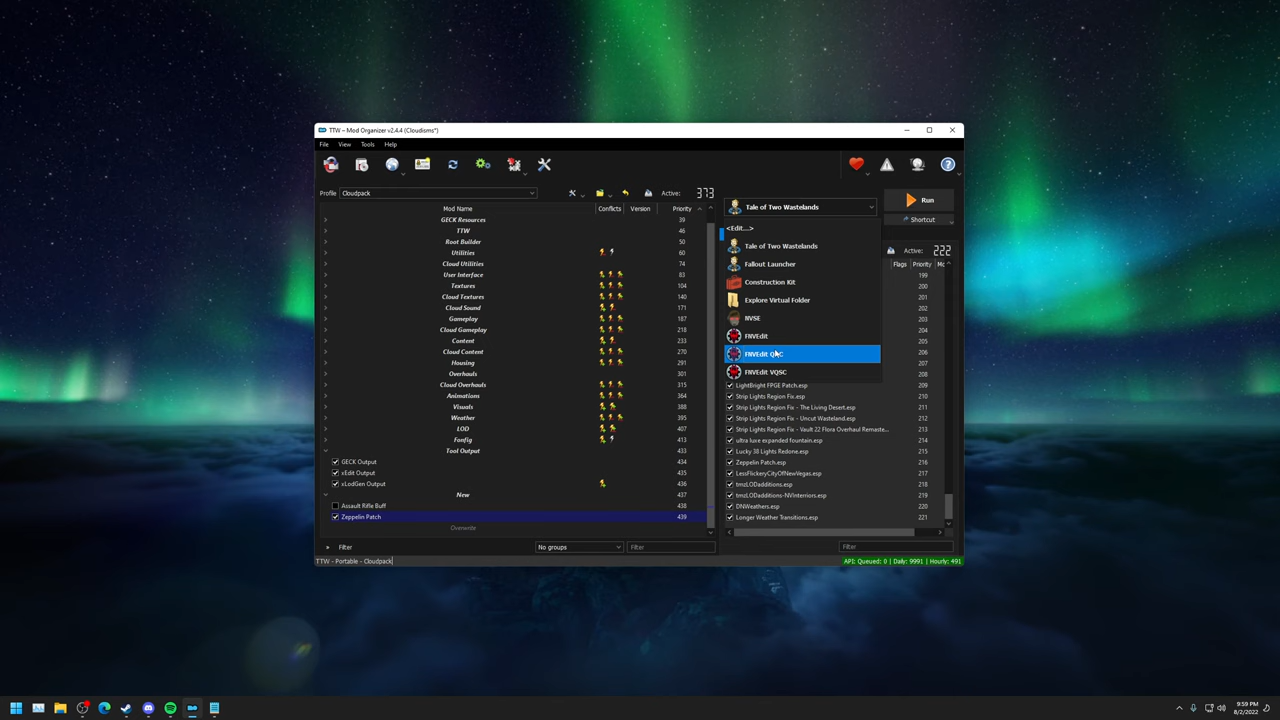 TTW – Mod Organizer v2.4.4 (Cloudisms*)
File View Tools Help
Profile Cloudpack Active: 373
Mod Name Conflicts Version Priority
GECK Resources 39
TTW 46
Root Builder 50
Utilities 60
Cloud Utilities 74
User Interface 83
Textures 104
Cloud Textures 140
Cloud Sound 171
Gameplay 187
Cloud Gameplay 218
Content 233
Cloud Content 270
Housing 291
Overhauls
Cloud Overhauls 315
Animations 364
Visuals 388
Weather 395
LOD 407
Fonfig 413
Tool Output 433
GECK Output 434
xEdit Output 435
xLodGen Output 436
New 437
Assault Rifle Buff 438
Zeppelin Patch 439
Overwrite
Filter No groups Filter
TTW - Portable - Cloudpack
Tale of Two Wastelands
Run
Shortcut
<Edit...>
Tale of Two Wastelands
Fallout Launcher
Construction Kit
Explore Virtual Folder
NVSE
FNVEdit
FNVEdit
FNVEdit VQSC
Active: 222
Flags Priority
199
200
201
202
203
204
205
206
207
208
LightBright FPGE Patch.esp 209
Strip Lights Region Fix.esp 210
Strip Lights Region Fix - The Living Desert.esp 211
Strip Lights Region Fix - Uncut Wasteland.esp 212
Strip Lights Region Fix - Vault 22 Flora Overhaul Remaste... 213
ultra luxe expanded fountain.esp 214
Lucky 38 Lights Redone.esp 215
Zeppelin Patch.esp 216
LessFlickeryCityOfNewVegas.esp 217
tmzLODadditions.esp 218
tmzLODadditions-NVInteriors.esp 219
DNWeathers.esp 220
Longer Weather Transitions.esp 221
Filter
API: Queued: 0 | Daily: 9991 | Hourly: 491
9:59 PM
8/2/2022